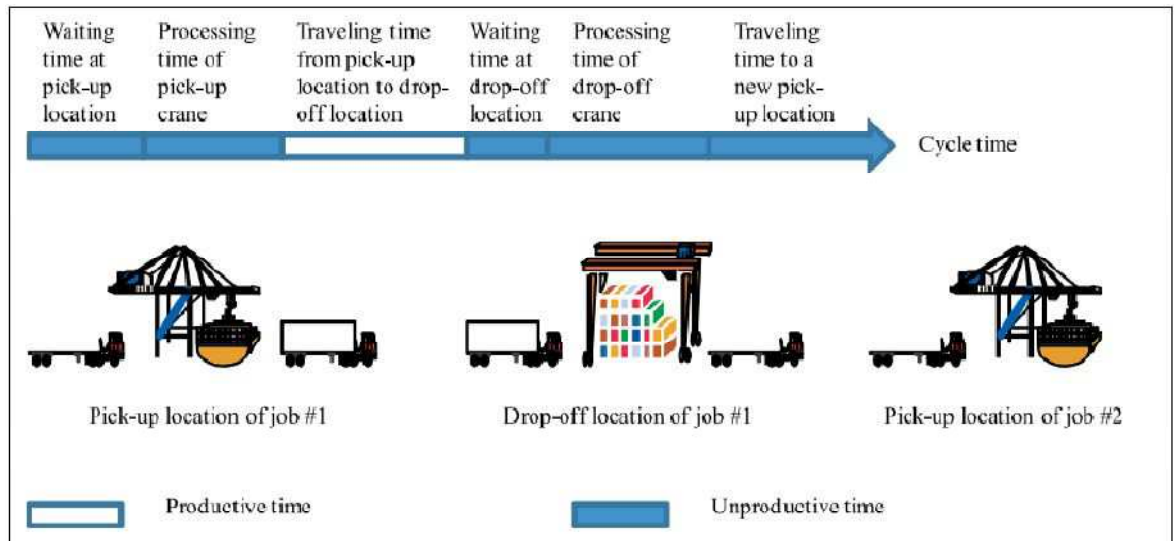 Waiting
time at
pick-up
location
Processing
time of
pick-up
crane
Traveling time
from pick-up
location to drop-
off location
Waiting
time at
drop-off
location
Processing
time of
drop-off
crane
Traveling
time to a
new pick-
up location
Cycle time
Pick-up location of job #1
Drop-off location of job #1
Pick-up location of job #2
Productive time
Unproductive time